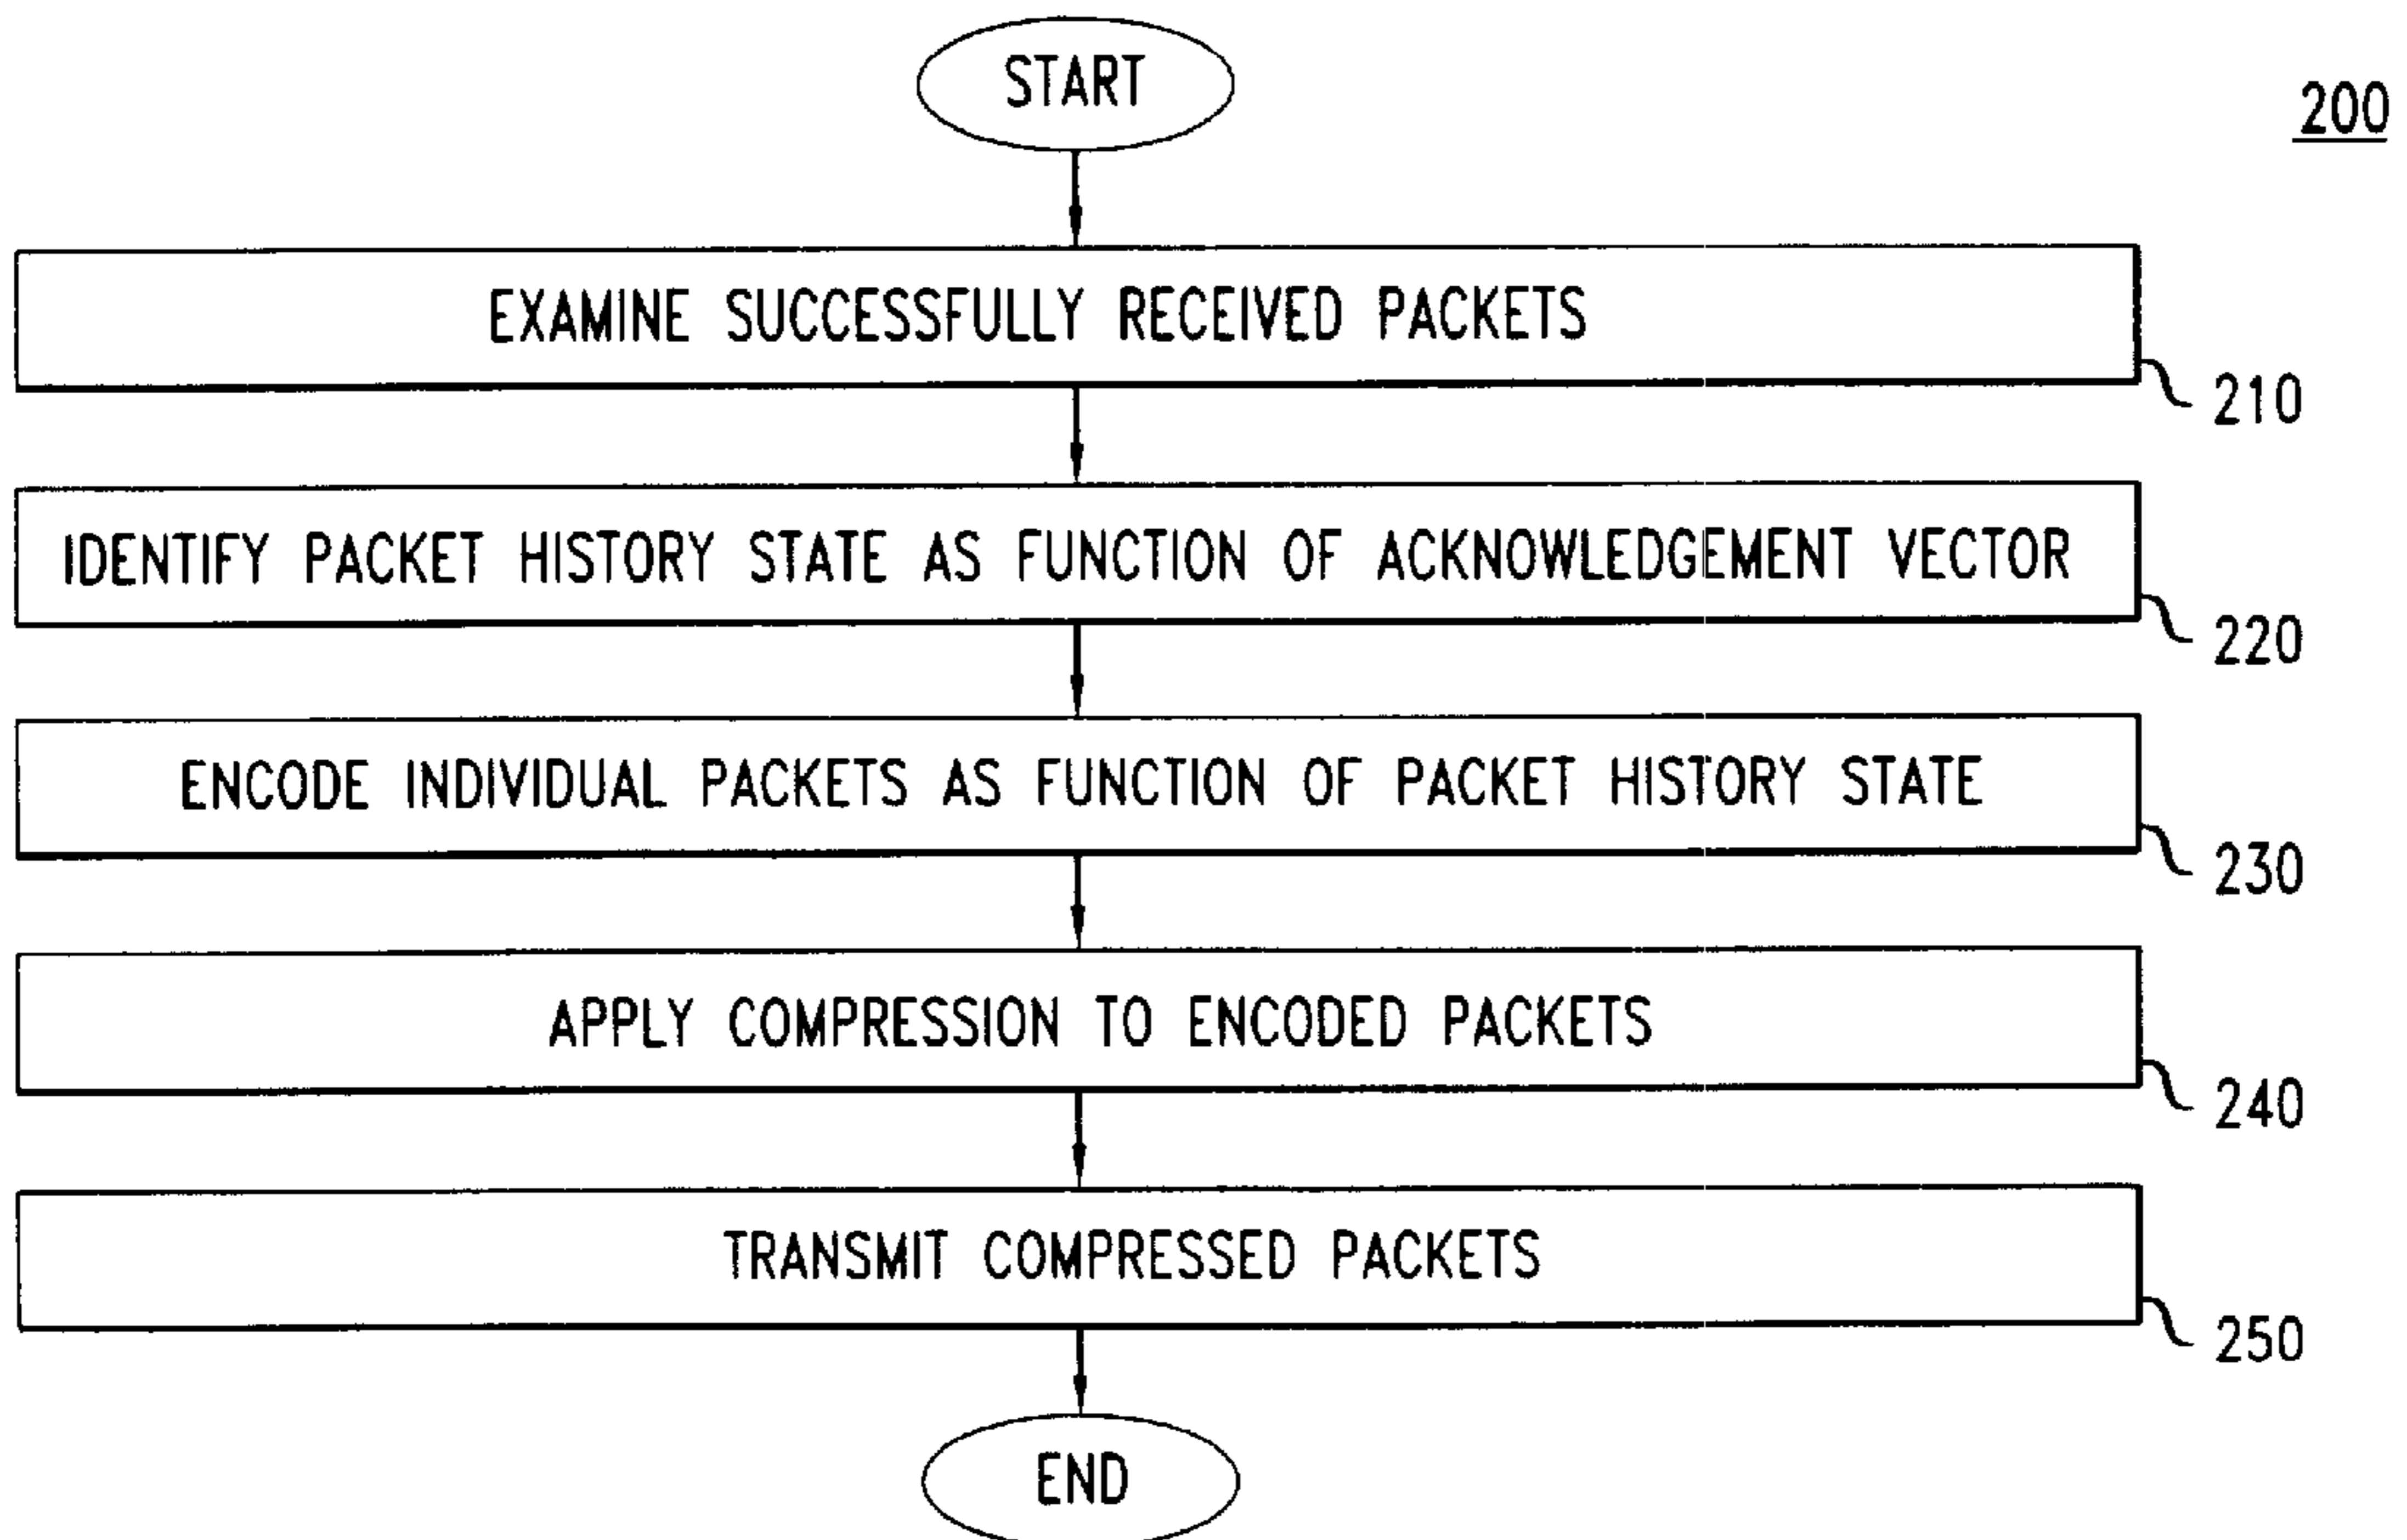 START
200
EXAMINE SUCCESSFULLY RECEIVED PACKETS
210
IDENTIFY PACKET HISTORY STATE AS FUNCTION OF ACKNOWLEDGEMENT VECTOR
220
ENCODE INDIVIDUAL PACKETS AS FUNCTION OF PACKET HISTORY STATE
230
APPLY COMPRESSION TO ENCODED PACKETS
240
TRANSMIT COMPRESSED PACKETS
250
END